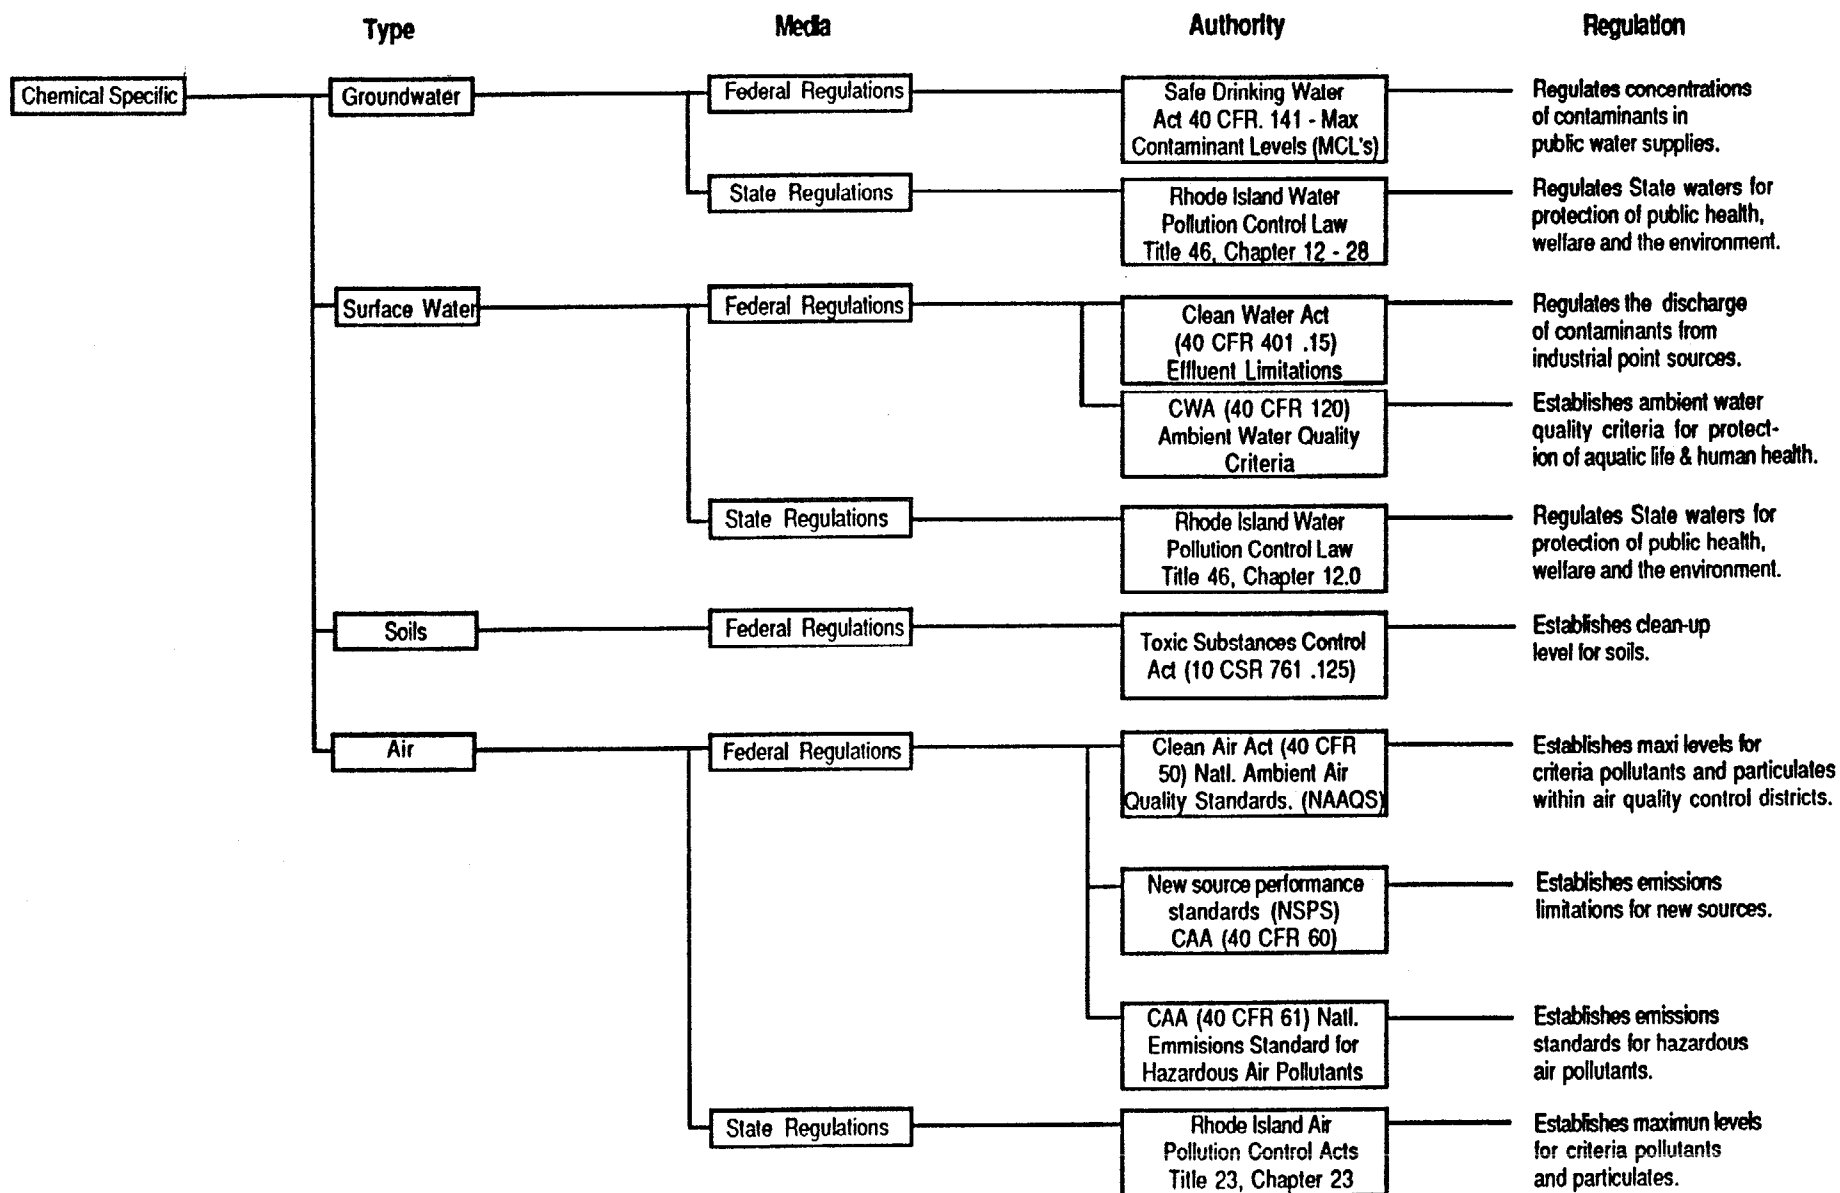 Type
Media
Authority
Regulation
Chemical Specific
Groundwater
Federal Regulations
Safe Drinking Water
Act 40 CFR. 141 - Max
Contaminant Levels (MCL's)
Regulates concentrations
of contaminants in
public water supplies.
State Regulations
Rhode Island Water
Pollution Control Law
Title 46, Chapter 12 - 28
Regulates State waters for
protection of public health,
welfare and the environment.
Surface Water
Federal Regulations
Clean Water Act
(40 CFR 401 .15)
Effluent Limitations
Regulates the discharge
of contaminants from
industrial point sources.
CWA (40 CFR 120)
Ambient Water Quality
Criteria
Establishes ambient water
quality criteria for protect-
ion of aquatic life & human health.
State Regulations
Rhode Island Water
Pollution Control Law
Title 46, Chapter 12.0
Regulates State waters for
protection of public health,
welfare and the environment.
Soils
Federal Regulations
Toxic Substances Control
Act (10 CSR 761 .125)
Establishes clean-up
level for soils.
Air
Federal Regulations
Clean Air Act (40 CFR
50) Natl. Ambient Air
Quality Standards. (NAAQS)
Establishes maxi levels for
criteria pollutants and particulates
within air quality control districts.
New source performance
standards (NSPS)
CAA (40 CFR 60)
Establishes emissions
limitations for new sources.
CAA (40 CFR 61) Natl.
Emmisions Standard for
Hazardous Air Pollutants
Establishes emissions
standards for hazardous
air pollutants.
State Regulations
Rhode Island Air
Pollution Control Acts
Title 23, Chapter 23
Establishes maximun levels
for criteria pollutants
and particulates.